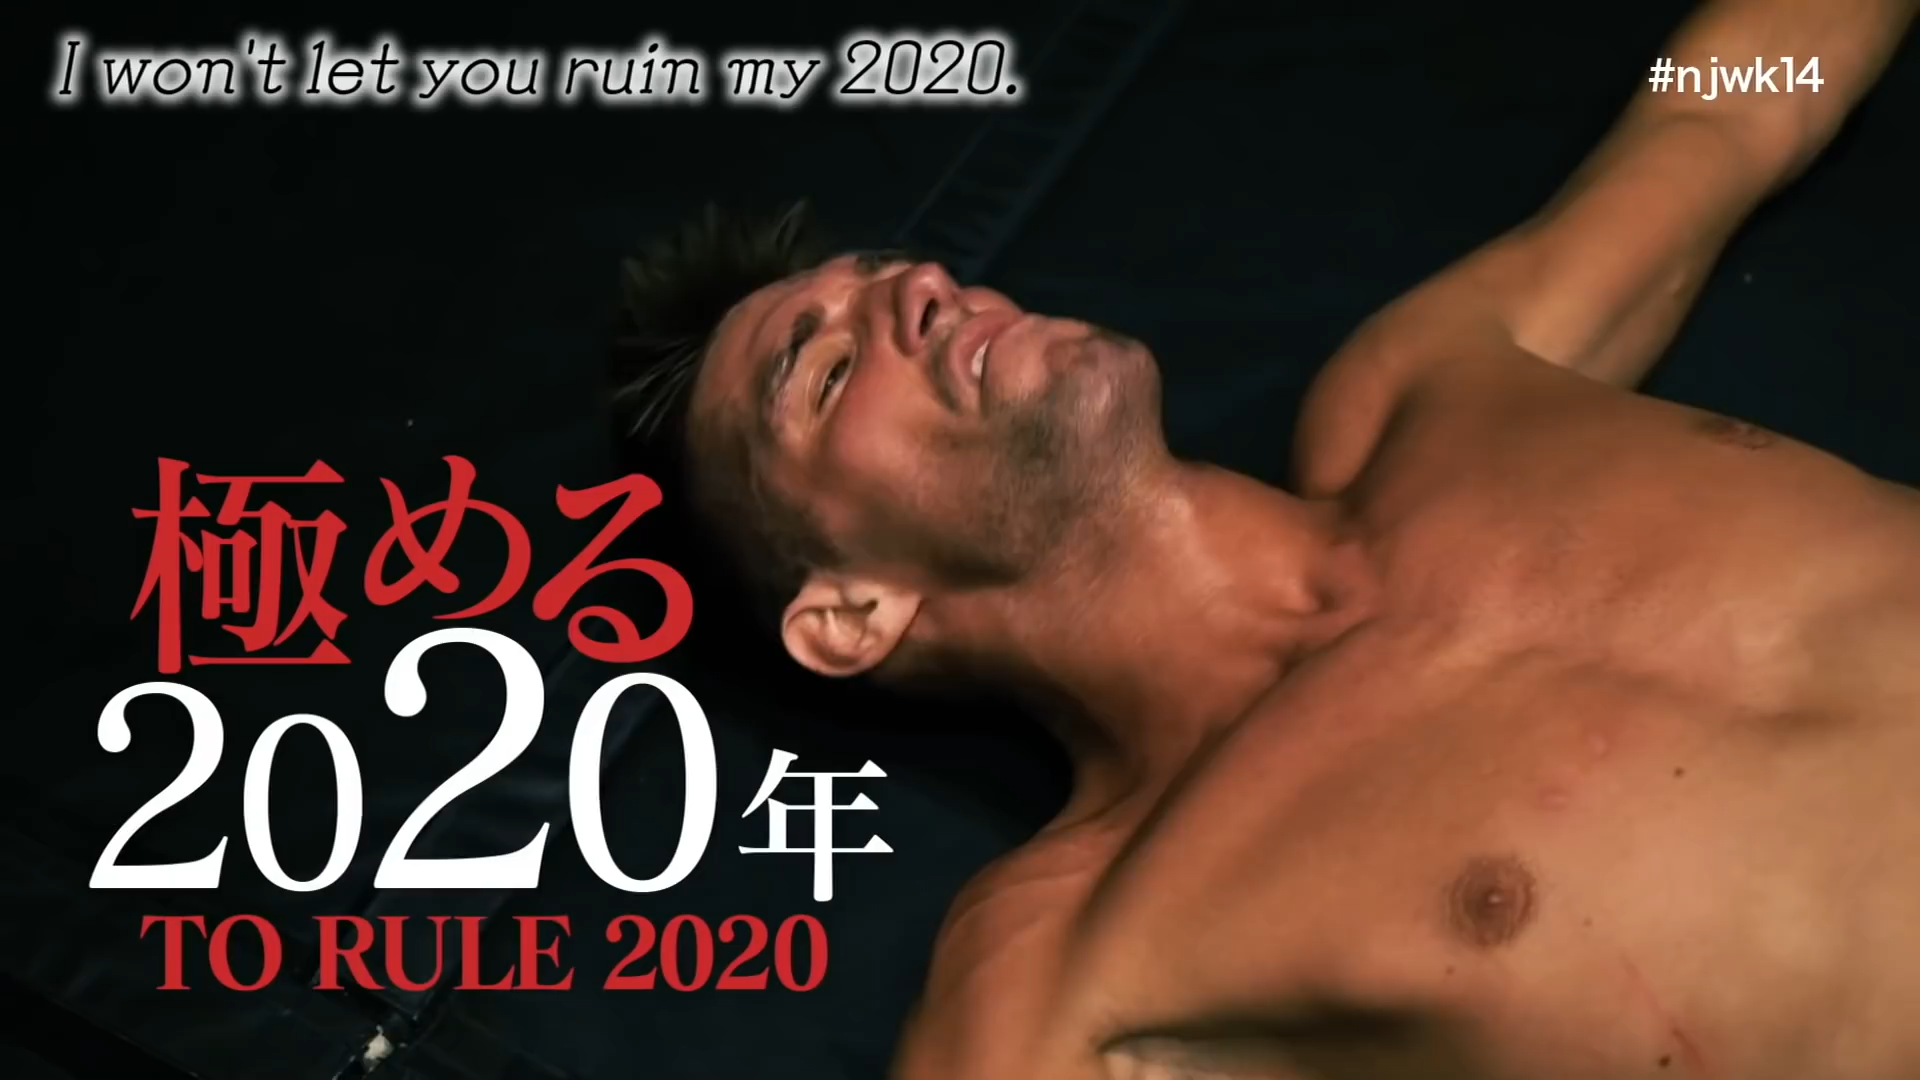 I won't let you ruin my 2020.
#njwk14
極める
2020年
TO RULE 2020